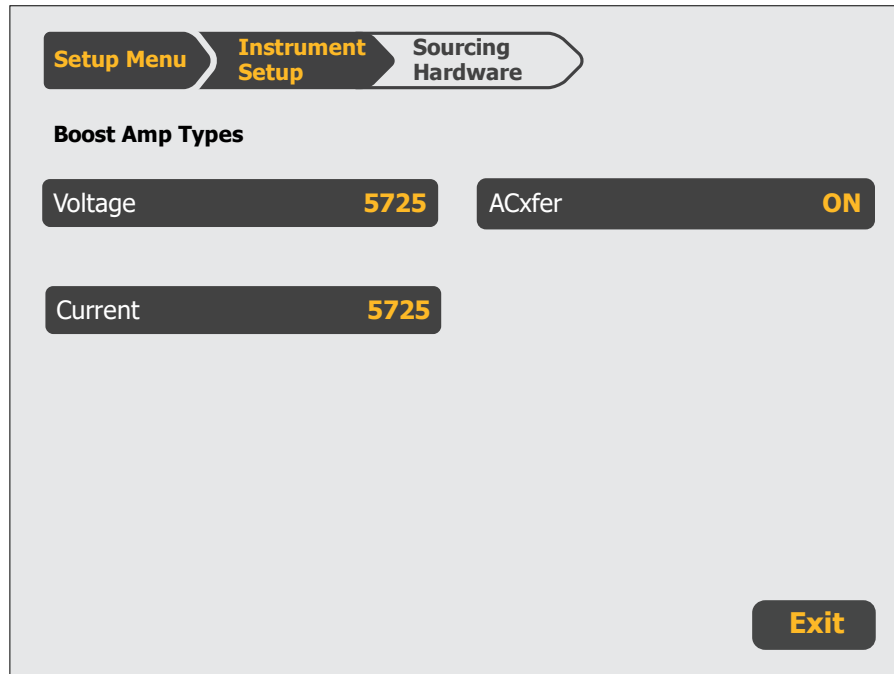 Setup Menu
Instrument
Setup
Sourcing
Hardware
Boost Amp Types
Voltage 5725
ACxfer ON
Current 5725
Exit